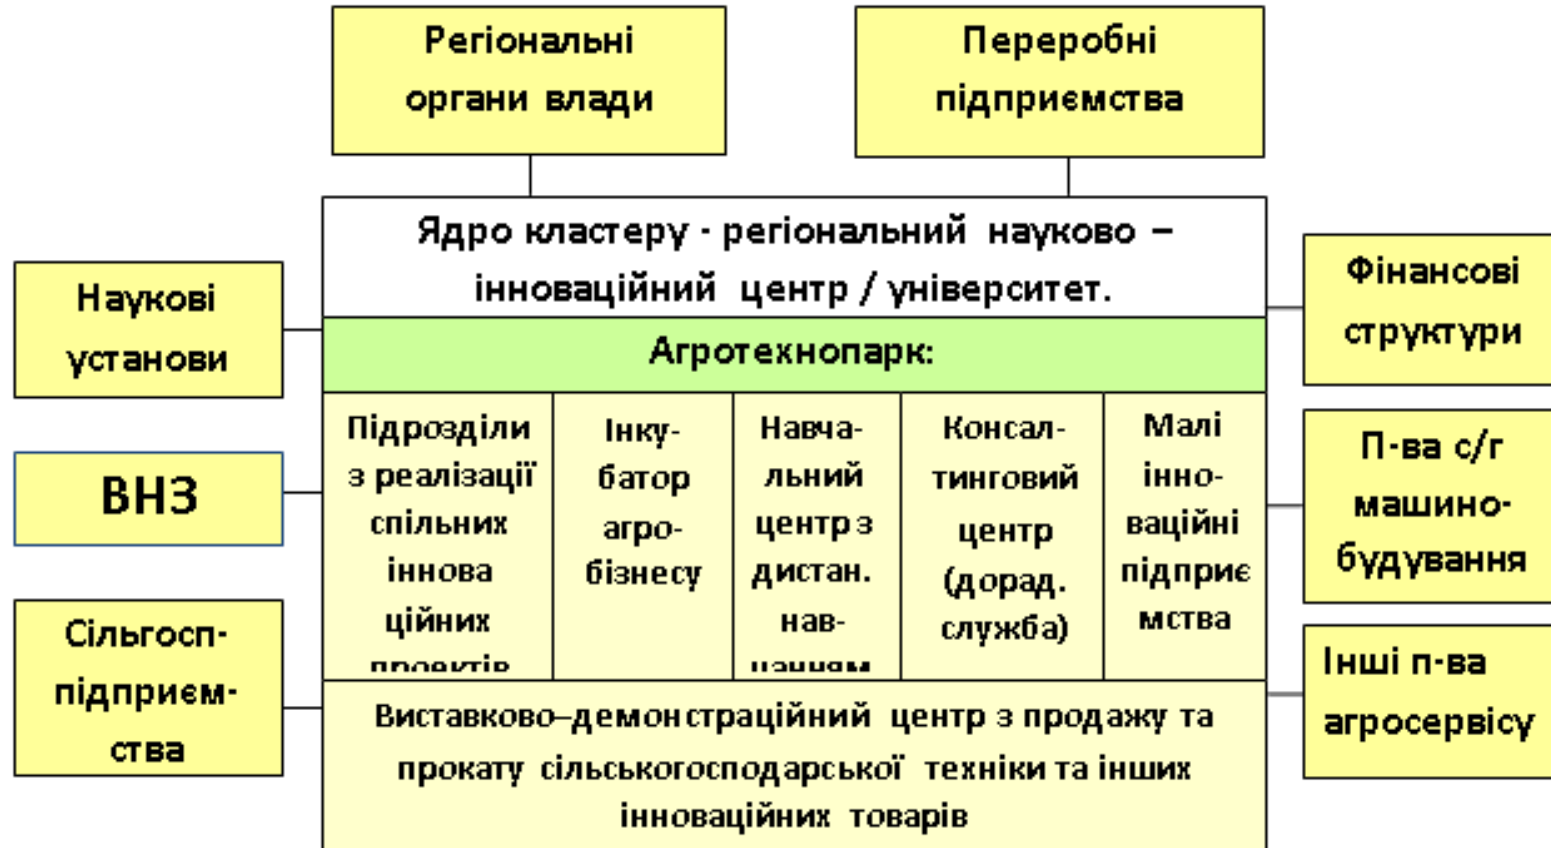 Регіональні
органи влади
Переробні
підприємства
Ядро кластеру - регіональний науково –
інноваційний центр / університет.
Наукові
установи
Фінансові
структури
Агротехнопарк:
ВНЗ
Підрозділи
з реалізації
спільних
іннова
ційних
проектів
Інку-
батор
агро-
бізнесу
Навча-
льний
центр з
дистан.
нав-
чанням
Консал-
тинговий
центр
(дорад.
служба)
Малі
інно-
ваційні
підприє
мства
П-ва с/г
машино-
будування
Сільгосп-
підприєм-
ства
Інші п-ва
агросервісу
Виставково–демонстраційний центр з продажу та
прокату сільськогосподарської техніки та інших
інноваційних товарів